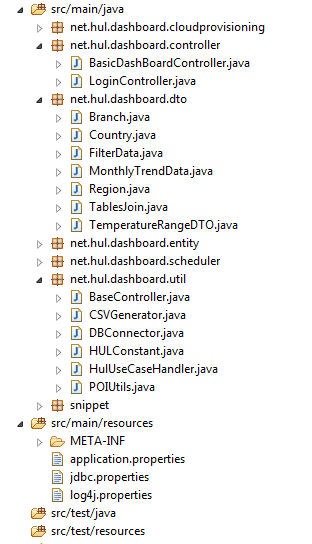 src/main/java
net.hul.dashboard.cloudprovisioning
net.hul.dashboard.controller
BasicDashBoardController.java
LoginController.java
net.hul.dashboard.dto
Branch.java
Country.java
FilterData.java
MonthlyTrendData.java
Region.java
TablesJoin.java
TemperatureRangeDTO.java
net.hul.dashboard.entity
net.hul.dashboard.scheduler
net.hul.dashboard.util
BaseController.java
CSVGenerator.java
DBConnector.java
HULConstant.java
HulUseCaseHandler.java
POIUtils.java
snippet
src/main/resources
META-INF
application.properties
jdbc.properties
log4j.properties
src/test/java
src/test/resources